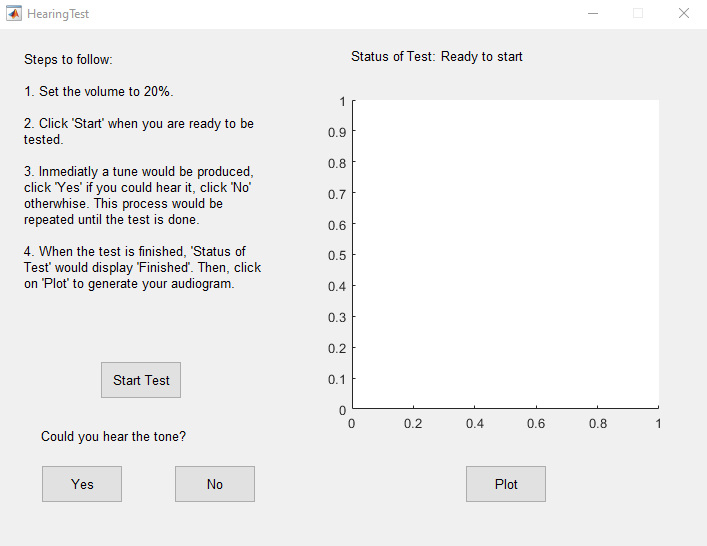 HearingTest
Steps to follow:
1. Set the volume to 20%.
2. Click 'Start' when you are ready to be
tested.
3. Inmediatly a tune would be produced,
click 'Yes' if you could hear it, click 'No'
otherwhise. This process would be
repeated until the test is done.
4. When the test is finished, 'Status of
Test' would display 'Finished'. Then, click
on 'Plot' to generate your audiogram.
Start Test
Could you hear the tone?
Yes
No
Status of Test: Ready to start
1
0.9
0.8
0.7
0.6
0.5
0.4
0.3
0.2
0.1
0
0 0.2 0.4 0.6 0.8 1
Plot